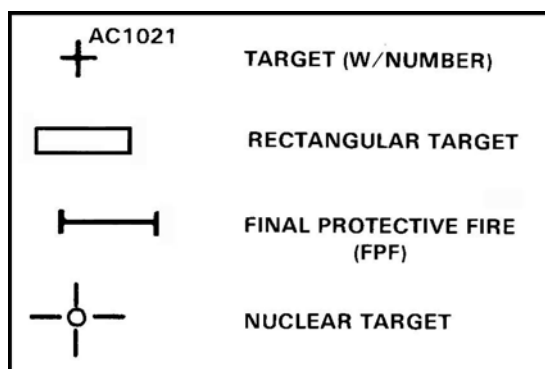 AC1021
TARGET (W/NUMBER)
RECTANGULAR TARGET
FINAL PROTECTIVE FIRE
(FPF)
NUCLEAR TARGET